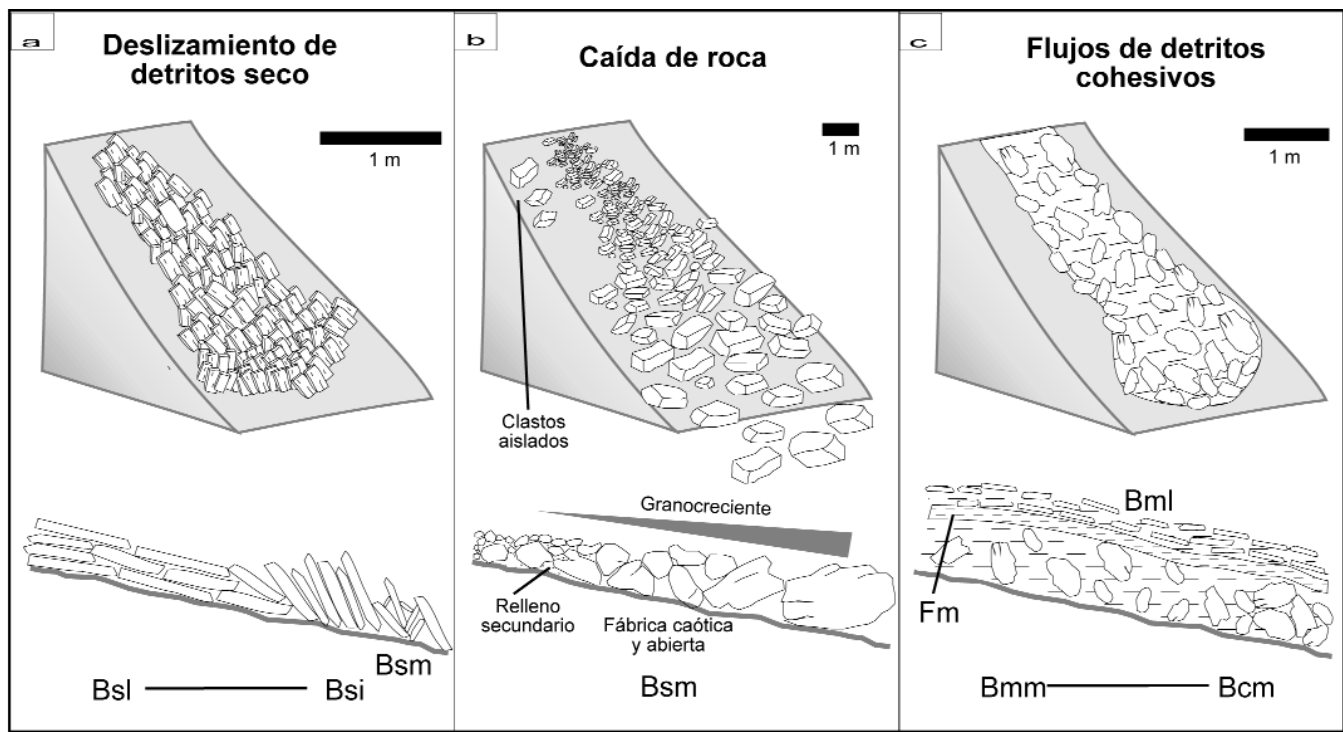 a
Deslizamiento de
detritos seco
1 m
Bsm
Bsl
Bsi
b
Caída de roca
1 m
Clastos
aislados
Granocreciente
Relleno
secundario
Fábrica caótica
y abierta
Bsm
c
Flujos de detritos
cohesivos
1 m
Bml
Fm
Bmm
Bcm